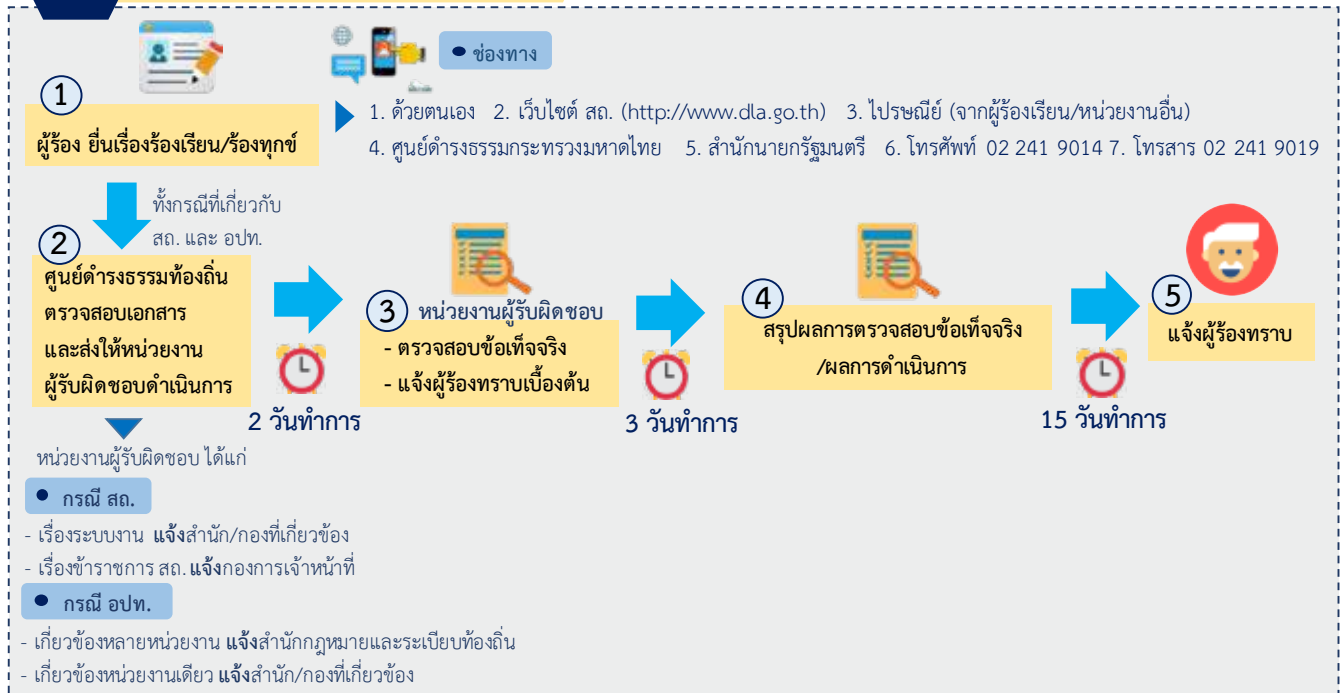 • ช่องทาง
1
ผู้ร้อง ยื่นเรื่องร้องเรียน/ร้องทุกข์
1. ด้วยตนเอง 2. เว็บไซต์ สถ. (http://www.dla.go.th) 3. ไปรษณีย์ (จากผู้ร้องเรียน/หน่วยงานอื่น)
4. ศูนย์ดำรงธรรมกระทรวงมหาดไทย 5. สำนักนายกรัฐมนตรี 6. โทรศัพท์ 02 241 9014 7. โทรสาร 02 241 9019
ทั้งกรณีที่เกี่ยวกับ
สถ. และ อปท.
2
ศูนย์ดำรงธรรมท้องถิ่น
ตรวจสอบเอกสาร
และส่งให้หน่วยงาน
ผู้รับผิดชอบดำเนินการ
2 วันทำการ
3 หน่วยงานผู้รับผิดชอบ
- ตรวจสอบข้อเท็จจริง
- แจ้งผู้ร้องทราบเบื้องต้น
3 วันทำการ
4
สรุปผลการตรวจสอบข้อเท็จจริง
/ผลการดำเนินการ
15 วันทำการ
5
แจ้งผู้ร้องทราบ
หน่วยงานผู้รับผิดชอบ ได้แก่
• กรณี สถ.
- เรื่องระบบงาน แจ้งสำนัก/กองที่เกี่ยวข้อง
- เรื่องข้าราชการ สถ. แจ้งกองการเจ้าหน้าที่
• กรณี อปท.
- เกี่ยวข้องหลายหน่วยงาน แจ้งสำนักกฎหมายและระเบียบท้องถิ่น
- เกี่ยวข้องหน่วยงานเดียว แจ้งสำนัก/กองที่เกี่ยวข้อง